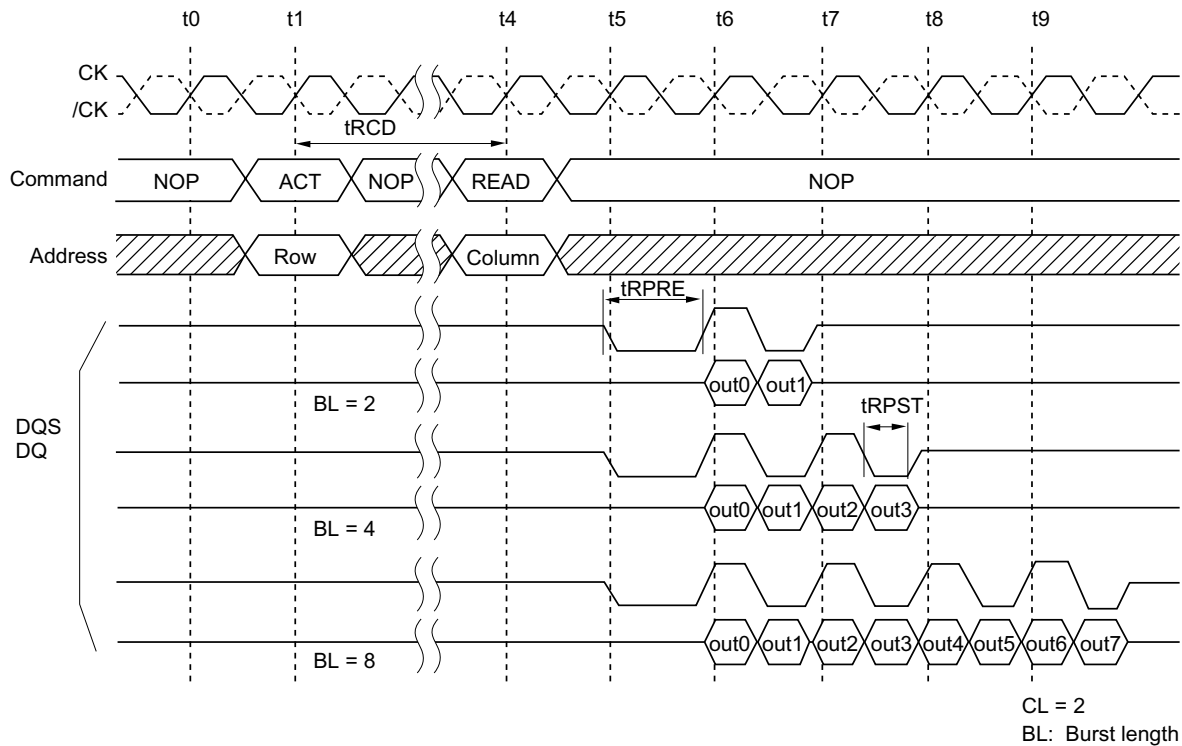 t0 t1 t4 t5 t6 t7 t8 t9
CK
/CK
tRCD
Command NOP ACT NOP READ NOP
Address Row Column
tRPRE
out0 out1
BL = 2
tRPST
DQS
DQ
out0 out1 out2 out3
BL = 4
out0 out1 out2 out3 out4 out5 out6 out7
BL = 8
CL = 2
BL: Burst length